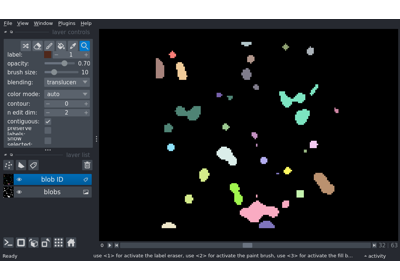 File View Window Plugins Help
layer controls
label: 1
opacity: 0.70
brush size: 10
blending: translucen
color mode: auto
contour: 0
n edit dim: 2
contiguous:
preserve labels:
show selected:
layer list
blob ID
blobs
0 32 / 63
Ready use <1> for activate the label eraser, use <2> for activate the paint brush, use <3> for activate the fill b... activity